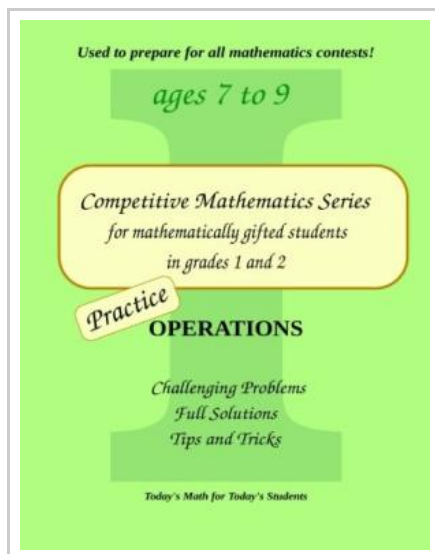 Used to prepare for all mathematics contests!
ages 7 to 9
Competitive Mathematics Series
for mathematically gifted students
in grades 1 and 2
Practice
OPERATIONS
Challenging Problems
Full Solutions
Tips and Tricks
Today's Math for Today's Students